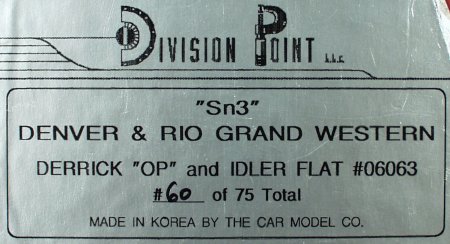 DIVISION POINT L.L.C.
"Sn3"
DENVER & RIO GRAND WESTERN
DERRICK "OP" and IDLER FLAT #06063
#60 of 75 Total
MADE IN KOREA BY THE CAR MODEL CO.